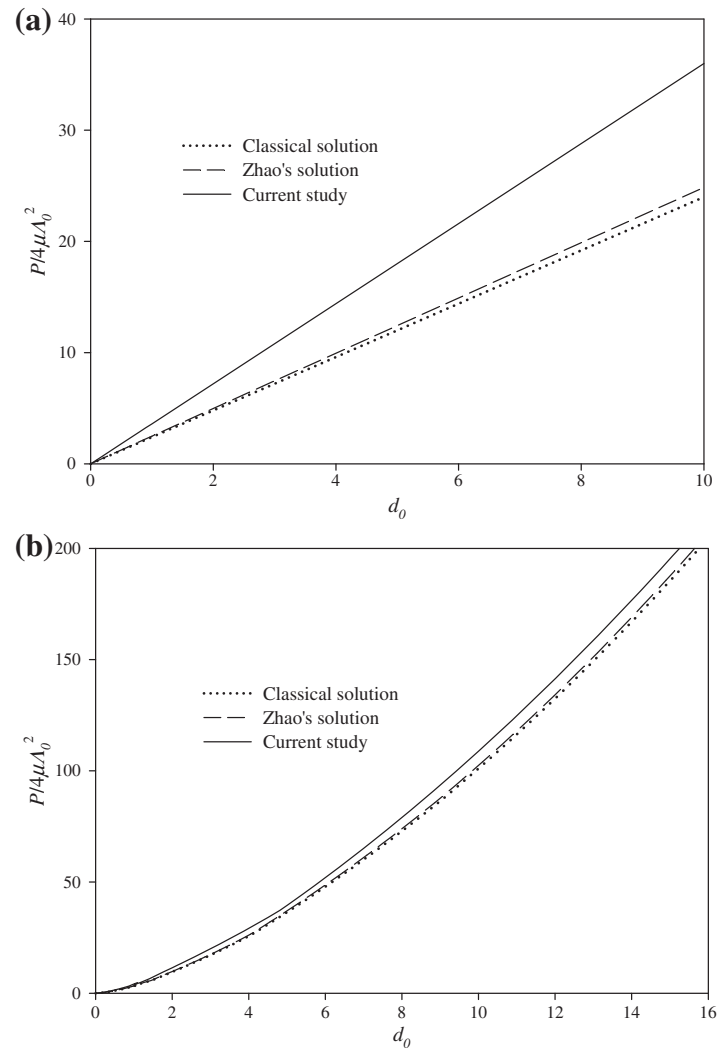 (a)
40
30
20
10
0
P/4μΛ₀²
Classical solution
Zhao's solution
Current study
0 2 4 6 8 10
d₀
(b)
200
150
100
50
0
P/4μΛ₀²
Classical solution
Zhao's solution
Current study
0 2 4 6 8 10 12 14 16
d₀